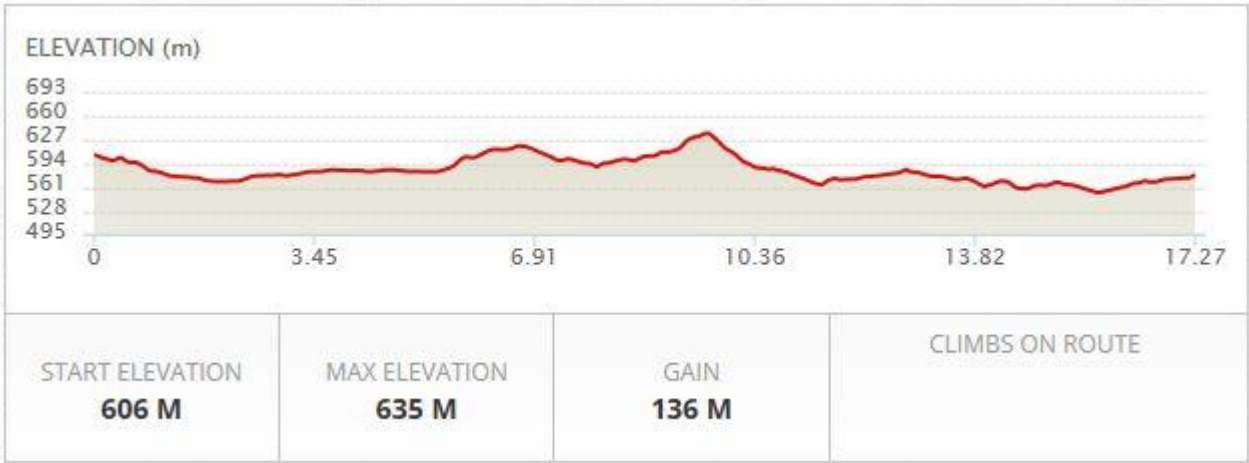 ELEVATION (m)
693
660
627
594
561
528
495
0 3.45 6.91 10.36 13.82 17.27
START ELEVATION
606 M
MAX ELEVATION
635 M
GAIN
136 M
CLIMBS ON ROUTE